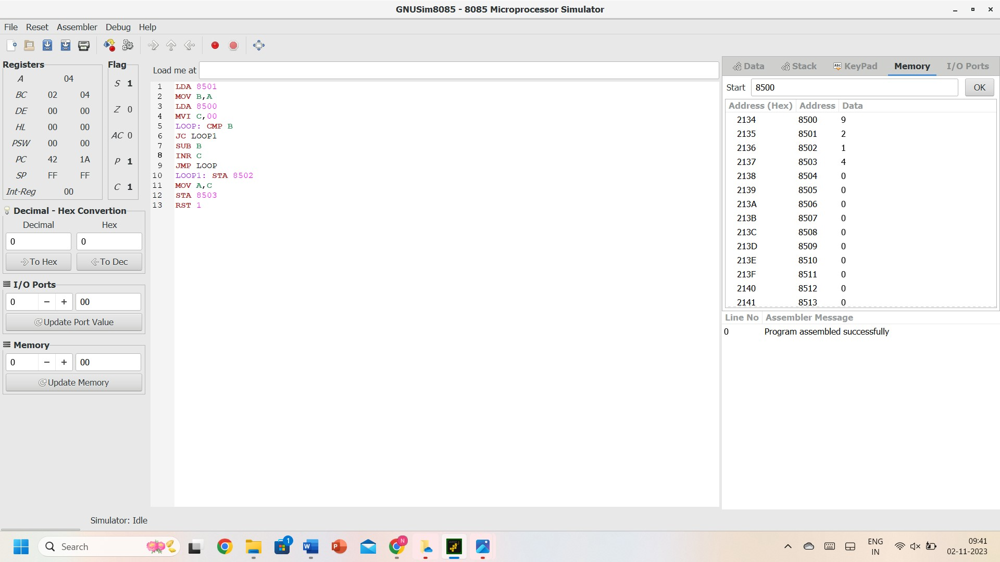 GNUSim8085 - 8085 Microprocessor Simulator
File Reset Assembler Debug Help
Registers
A 04
BC 02 04
DE 00 00
HL 00 00
PSW 00 00
PC 42 1A
SP FF FF
Int-Reg 00
Flag
S 1
Z 0
AC 0
P 1
C 1
Decimal - Hex Convertion
Decimal Hex
0 0
To Hex To Dec
I/O Ports
0 − + 00
Update Port Value
Memory
0 − + 00
Update Memory
Load me at
1 LDA 8501
2 MOV B,A
3 LDA 8500
4 MVI C,00
5 LOOP: CMP B
6 JC LOOP1
7 SUB B
8 INR C
9 JMP LOOP
10 LOOP1: STA 8502
11 MOV A,C
12 STA 8503
13 RST 1
Data Stack Abc KeyPad Memory I/O Ports
Start 8500 OK
Address (Hex) Address Data
2134 8500 9
2135 8501 2
2136 8502 1
2137 8503 4
2138 8504 0
2139 8505 0
213A 8506 0
213B 8507 0
213C 8508 0
213D 8509 0
213E 8510 0
213F 8511 0
2140 8512 0
2141 8513 0
Line No Assembler Message
0 Program assembled successfully
Simulator: Idle
Search
1
W
P
N
ENG
IN
09:41
02-11-2023